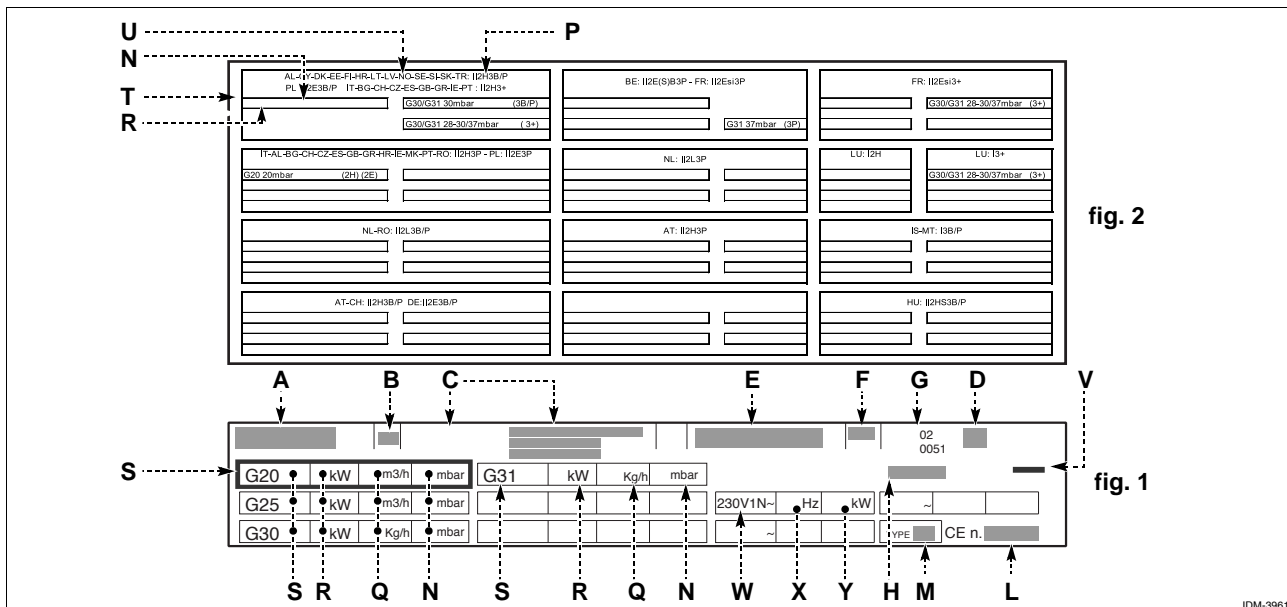 U P
N
T
R
AL-CY-DK-EE-FI-HR-LT-LV-NO-SE-SI-SK-TR: II2H3B/P
PL: II2E3B/P IT-BG-CH-CZ-ES-GB-GR-IE-PT : II2H3+
G30/G31 30mbar (3B/P)
G30/G31 28-30/37mbar ( 3+)
BE: II2E(S)B3P - FR: II2Esi3P
G31 37mbar (3P)
FR: II2Esi3+
G30/G31 28-30/37mbar (3+)
IT-AL-BG-CH-CZ-ES-GB-GR-HR-IE-MK-PT-RO: II2H3P - PL: II2E3P
G20 20mbar (2H) (2E)
NL: II2L3P
LU: I2H
LU: I3+
G30/G31 28-30/37mbar (3+)
fig. 2
NL-RO: II2L3B/P
AT: II2H3P
IS-MT: I3B/P
AT-CH: II2H3B/P DE:II2E3B/P
HU: II2HS3B/P
A B C E F G D V
02
0051
S
G20 kW m3/h mbar
G31 kW Kg/h mbar
fig. 1
G25 kW m3/h mbar
230V1N~ Hz kW
~
G30 kW Kg/h mbar
~
TYPE CE n.
S R Q N S R Q N W X Y H M L
IDM-3961